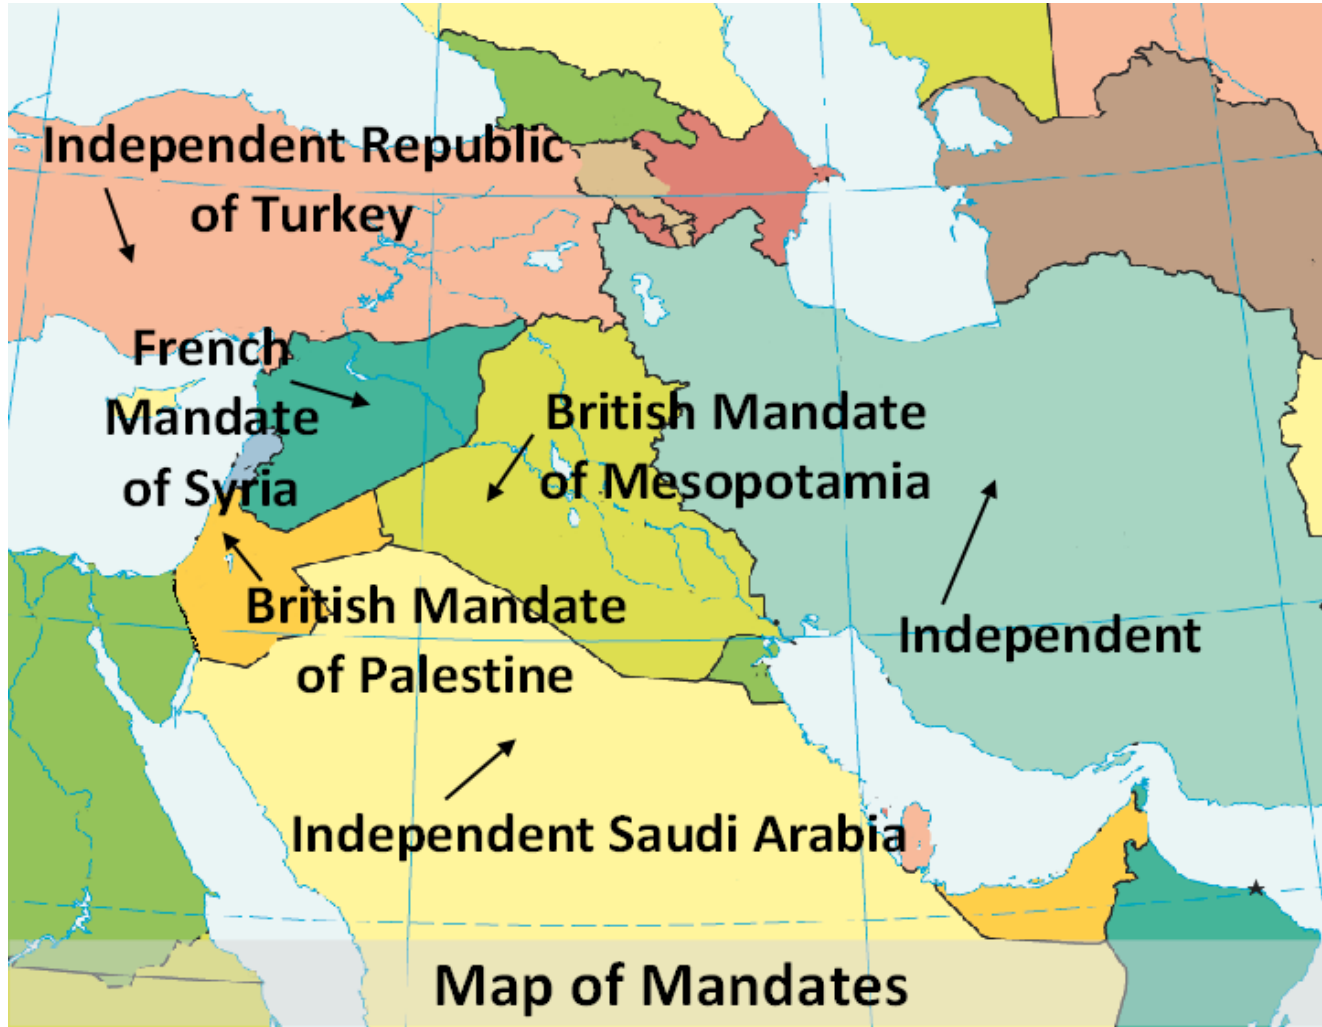 Independent Republic
of Turkey
French
Mandate
of Syria
British Mandate
of Mesopotamia
British Mandate
of Palestine
Independent
Independent Saudi Arabia
Map of Mandates